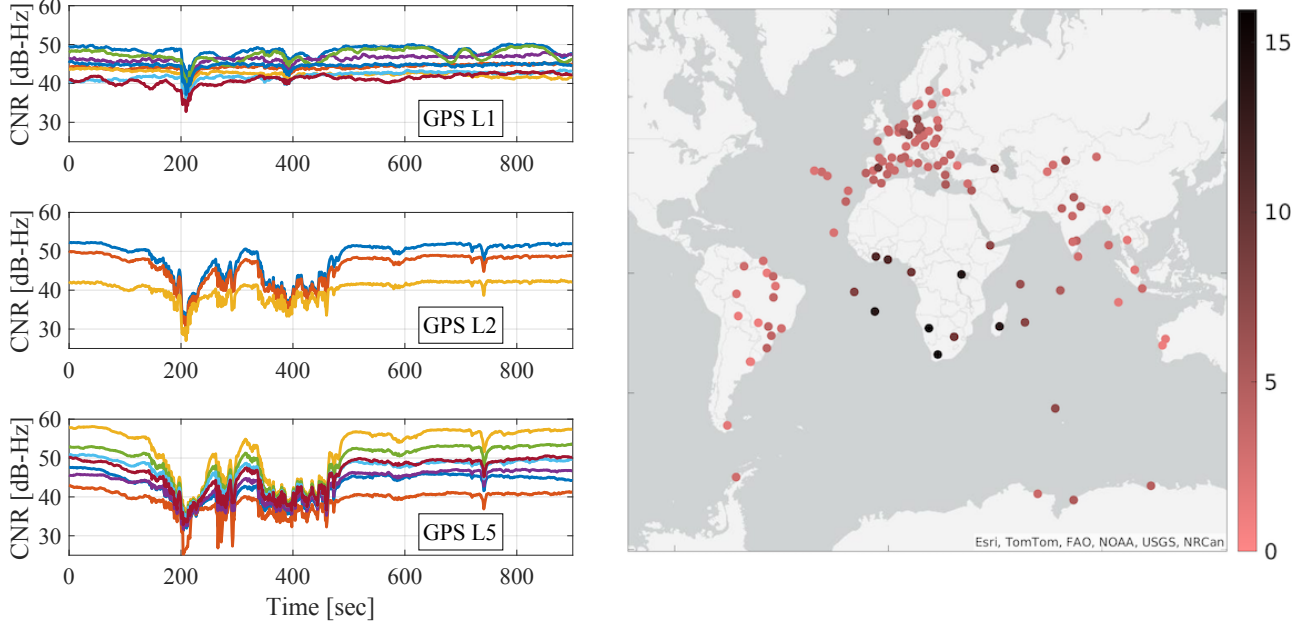 CNR [dB-Hz]
60
50
40
30
GPS L1
0 200 400 600 800
CNR [dB-Hz]
60
50
40
30
GPS L2
0 200 400 600 800
CNR [dB-Hz]
60
50
40
30
GPS L5
0 200 400 600 800
Time [sec]
15
10
5
0
Esri, TomTom, FAO, NOAA, USGS, NRCan